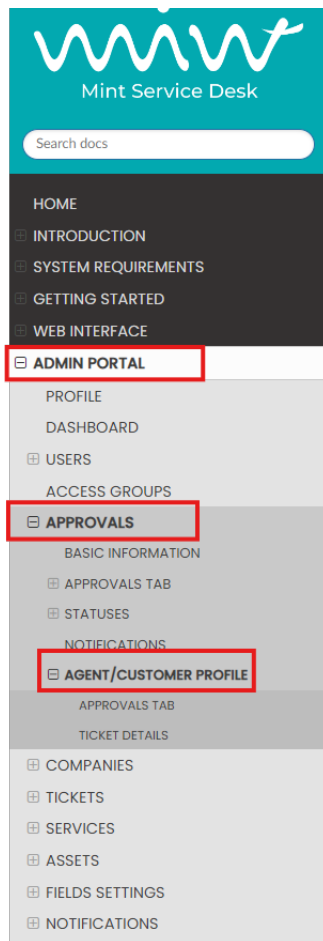 Mint Service Desk
Search docs
HOME
INTRODUCTION
SYSTEM REQUIREMENTS
GETTING STARTED
WEB INTERFACE
ADMIN PORTAL
PROFILE
DASHBOARD
USERS
ACCESS GROUPS
APPROVALS
BASIC INFORMATION
APPROVALS TAB
STATUSES
NOTIFICATIONS
AGENT/CUSTOMER PROFILE
APPROVALS TAB
TICKET DETAILS
COMPANIES
TICKETS
SERVICES
ASSETS
FIELDS SETTINGS
NOTIFICATIONS